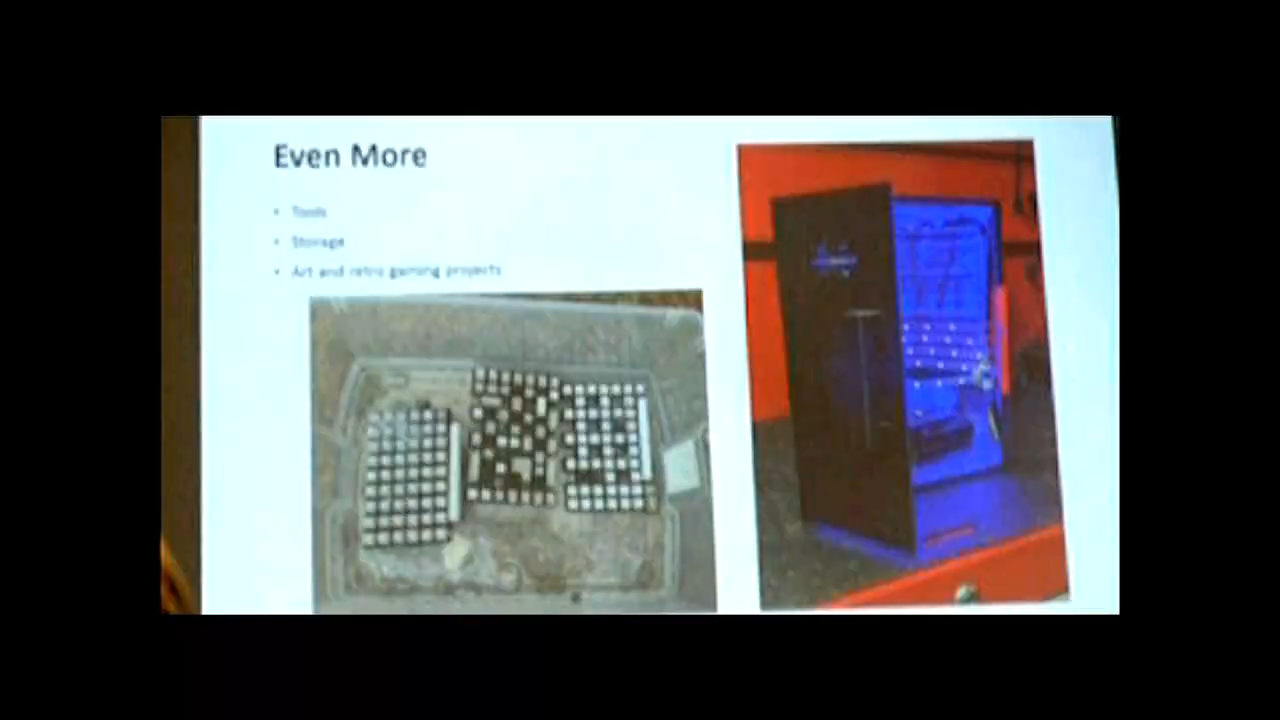 Even More
• Tools
• Storage
• Art and retro gaming projects